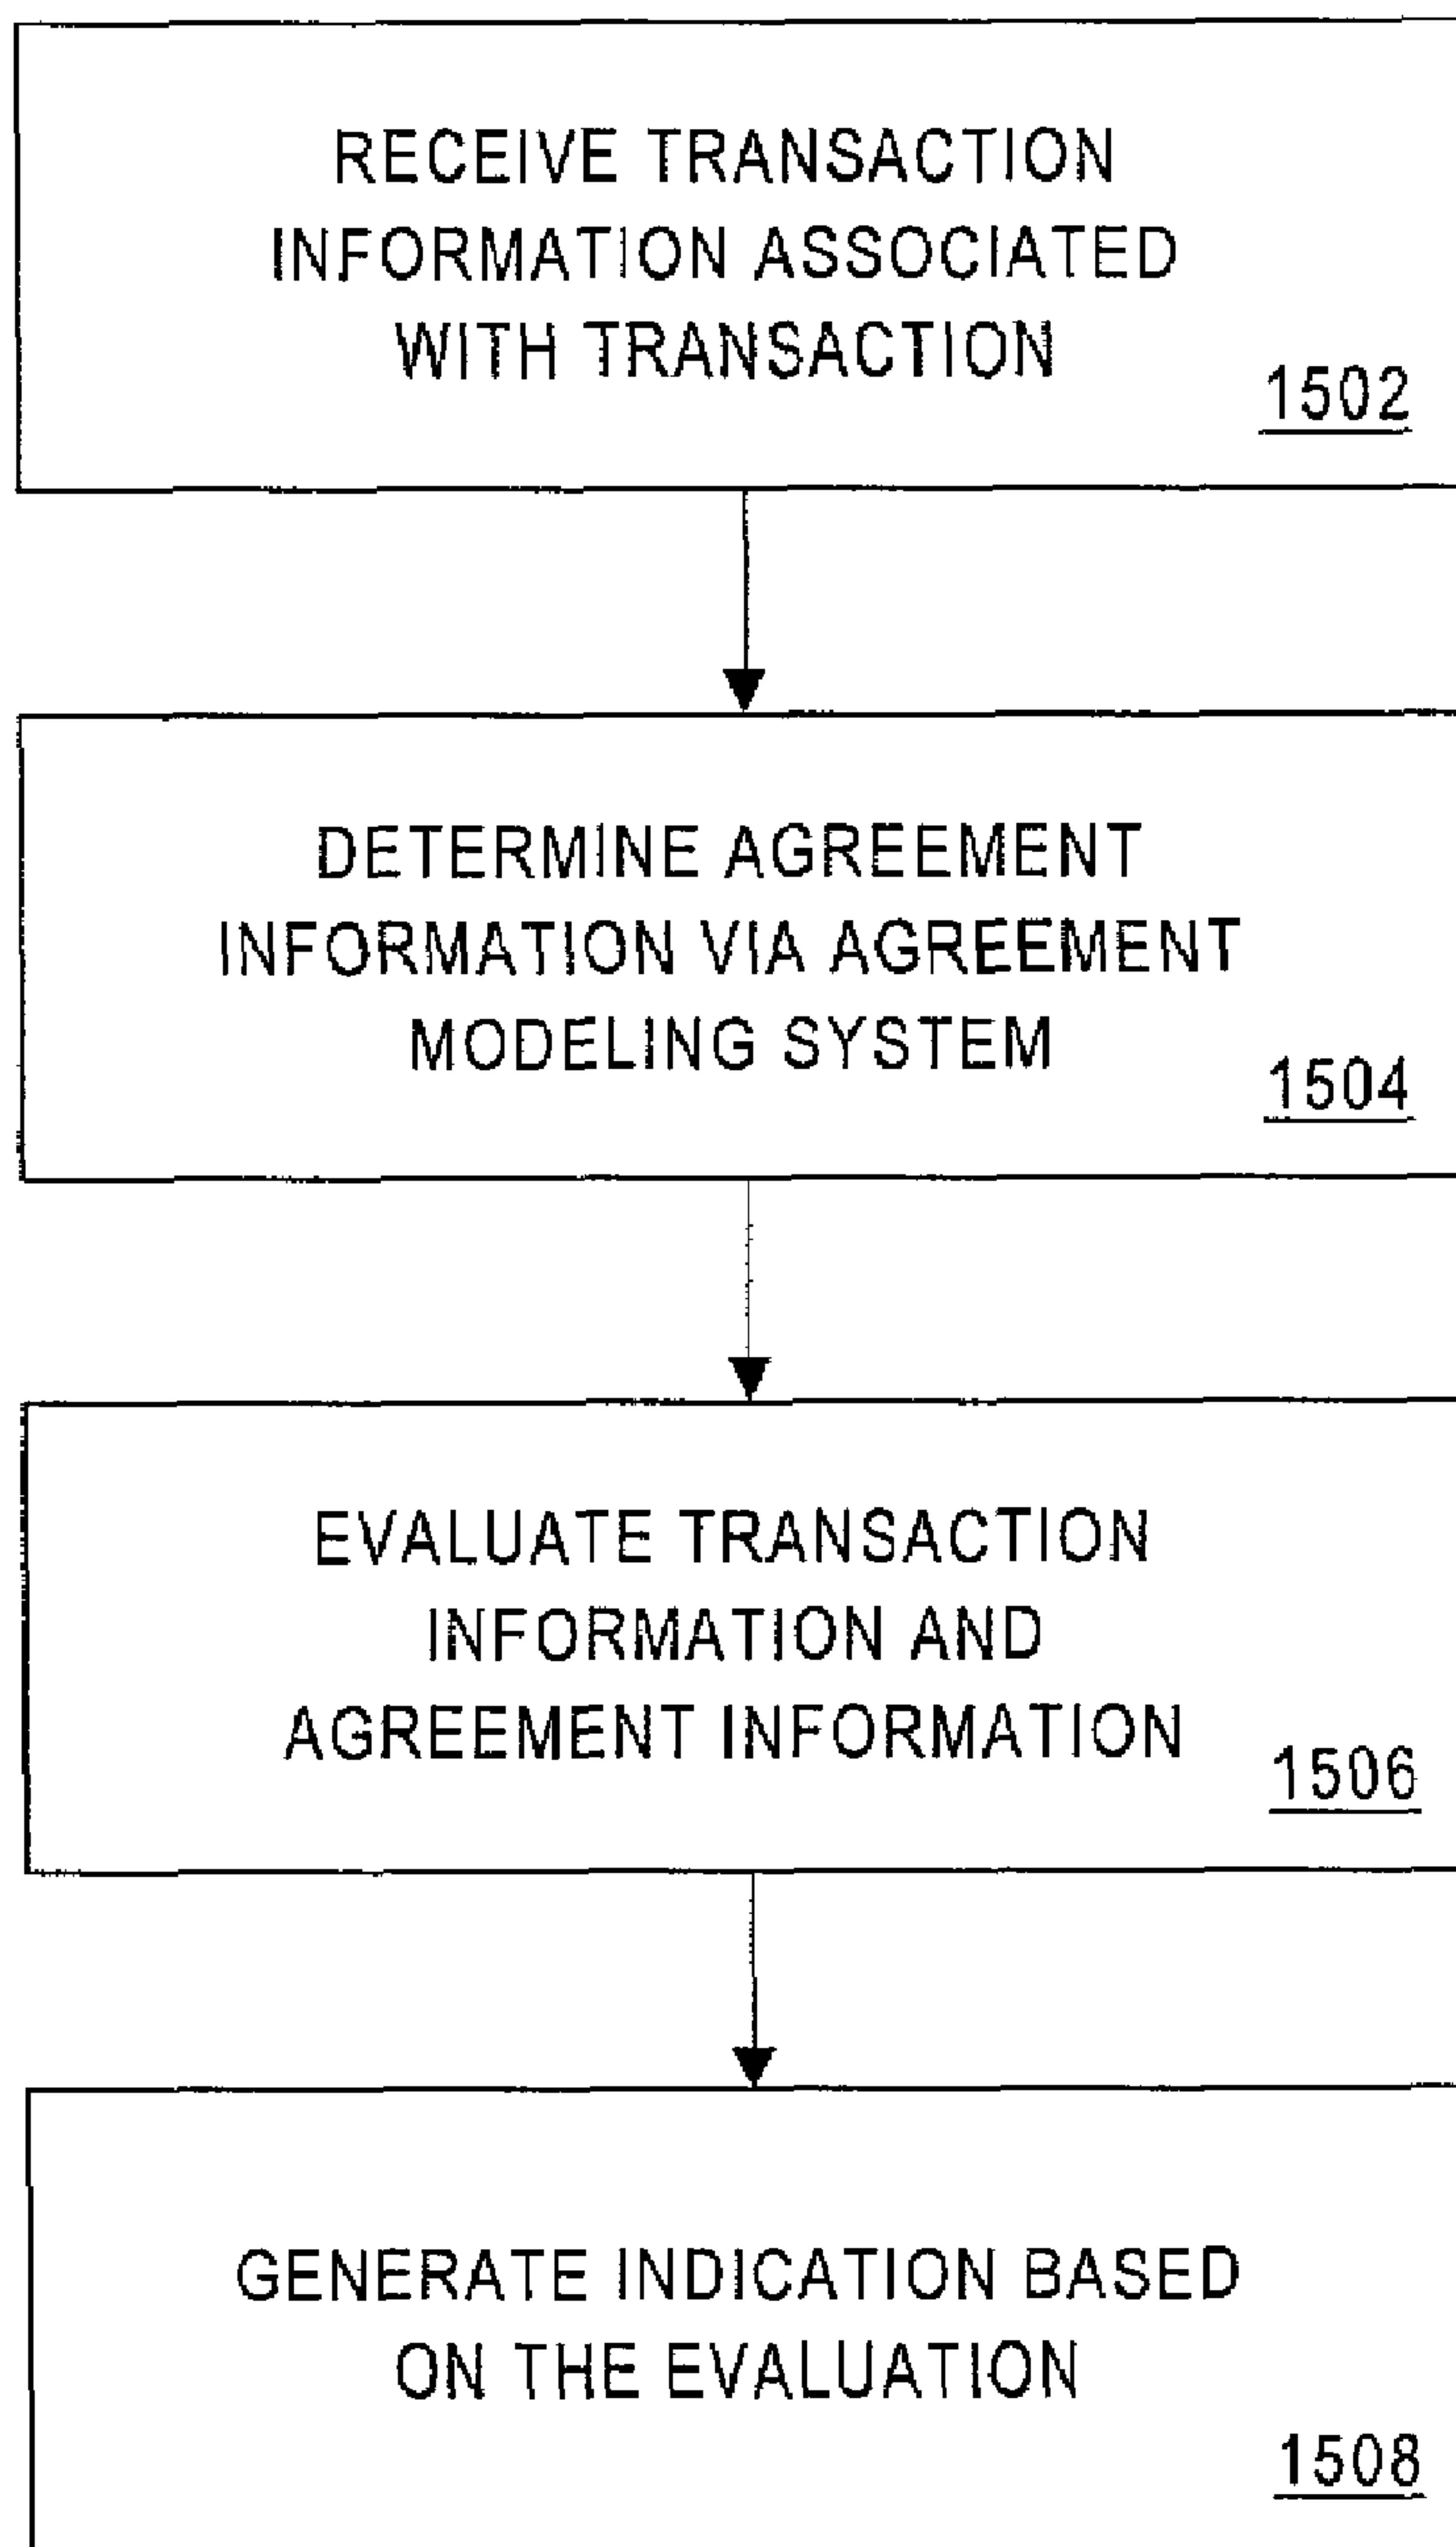 RECEIVE TRANSACTION
INFORMATION ASSOCIATED
WITH TRANSACTION
1502
DETERMINE AGREEMENT
INFORMATION VIA AGREEMENT
MODELING SYSTEM
1504
EVALUATE TRANSACTION
INFORMATION AND
AGREEMENT INFORMATION
1506
GENERATE INDICATION BASED
ON THE EVALUATION
1508